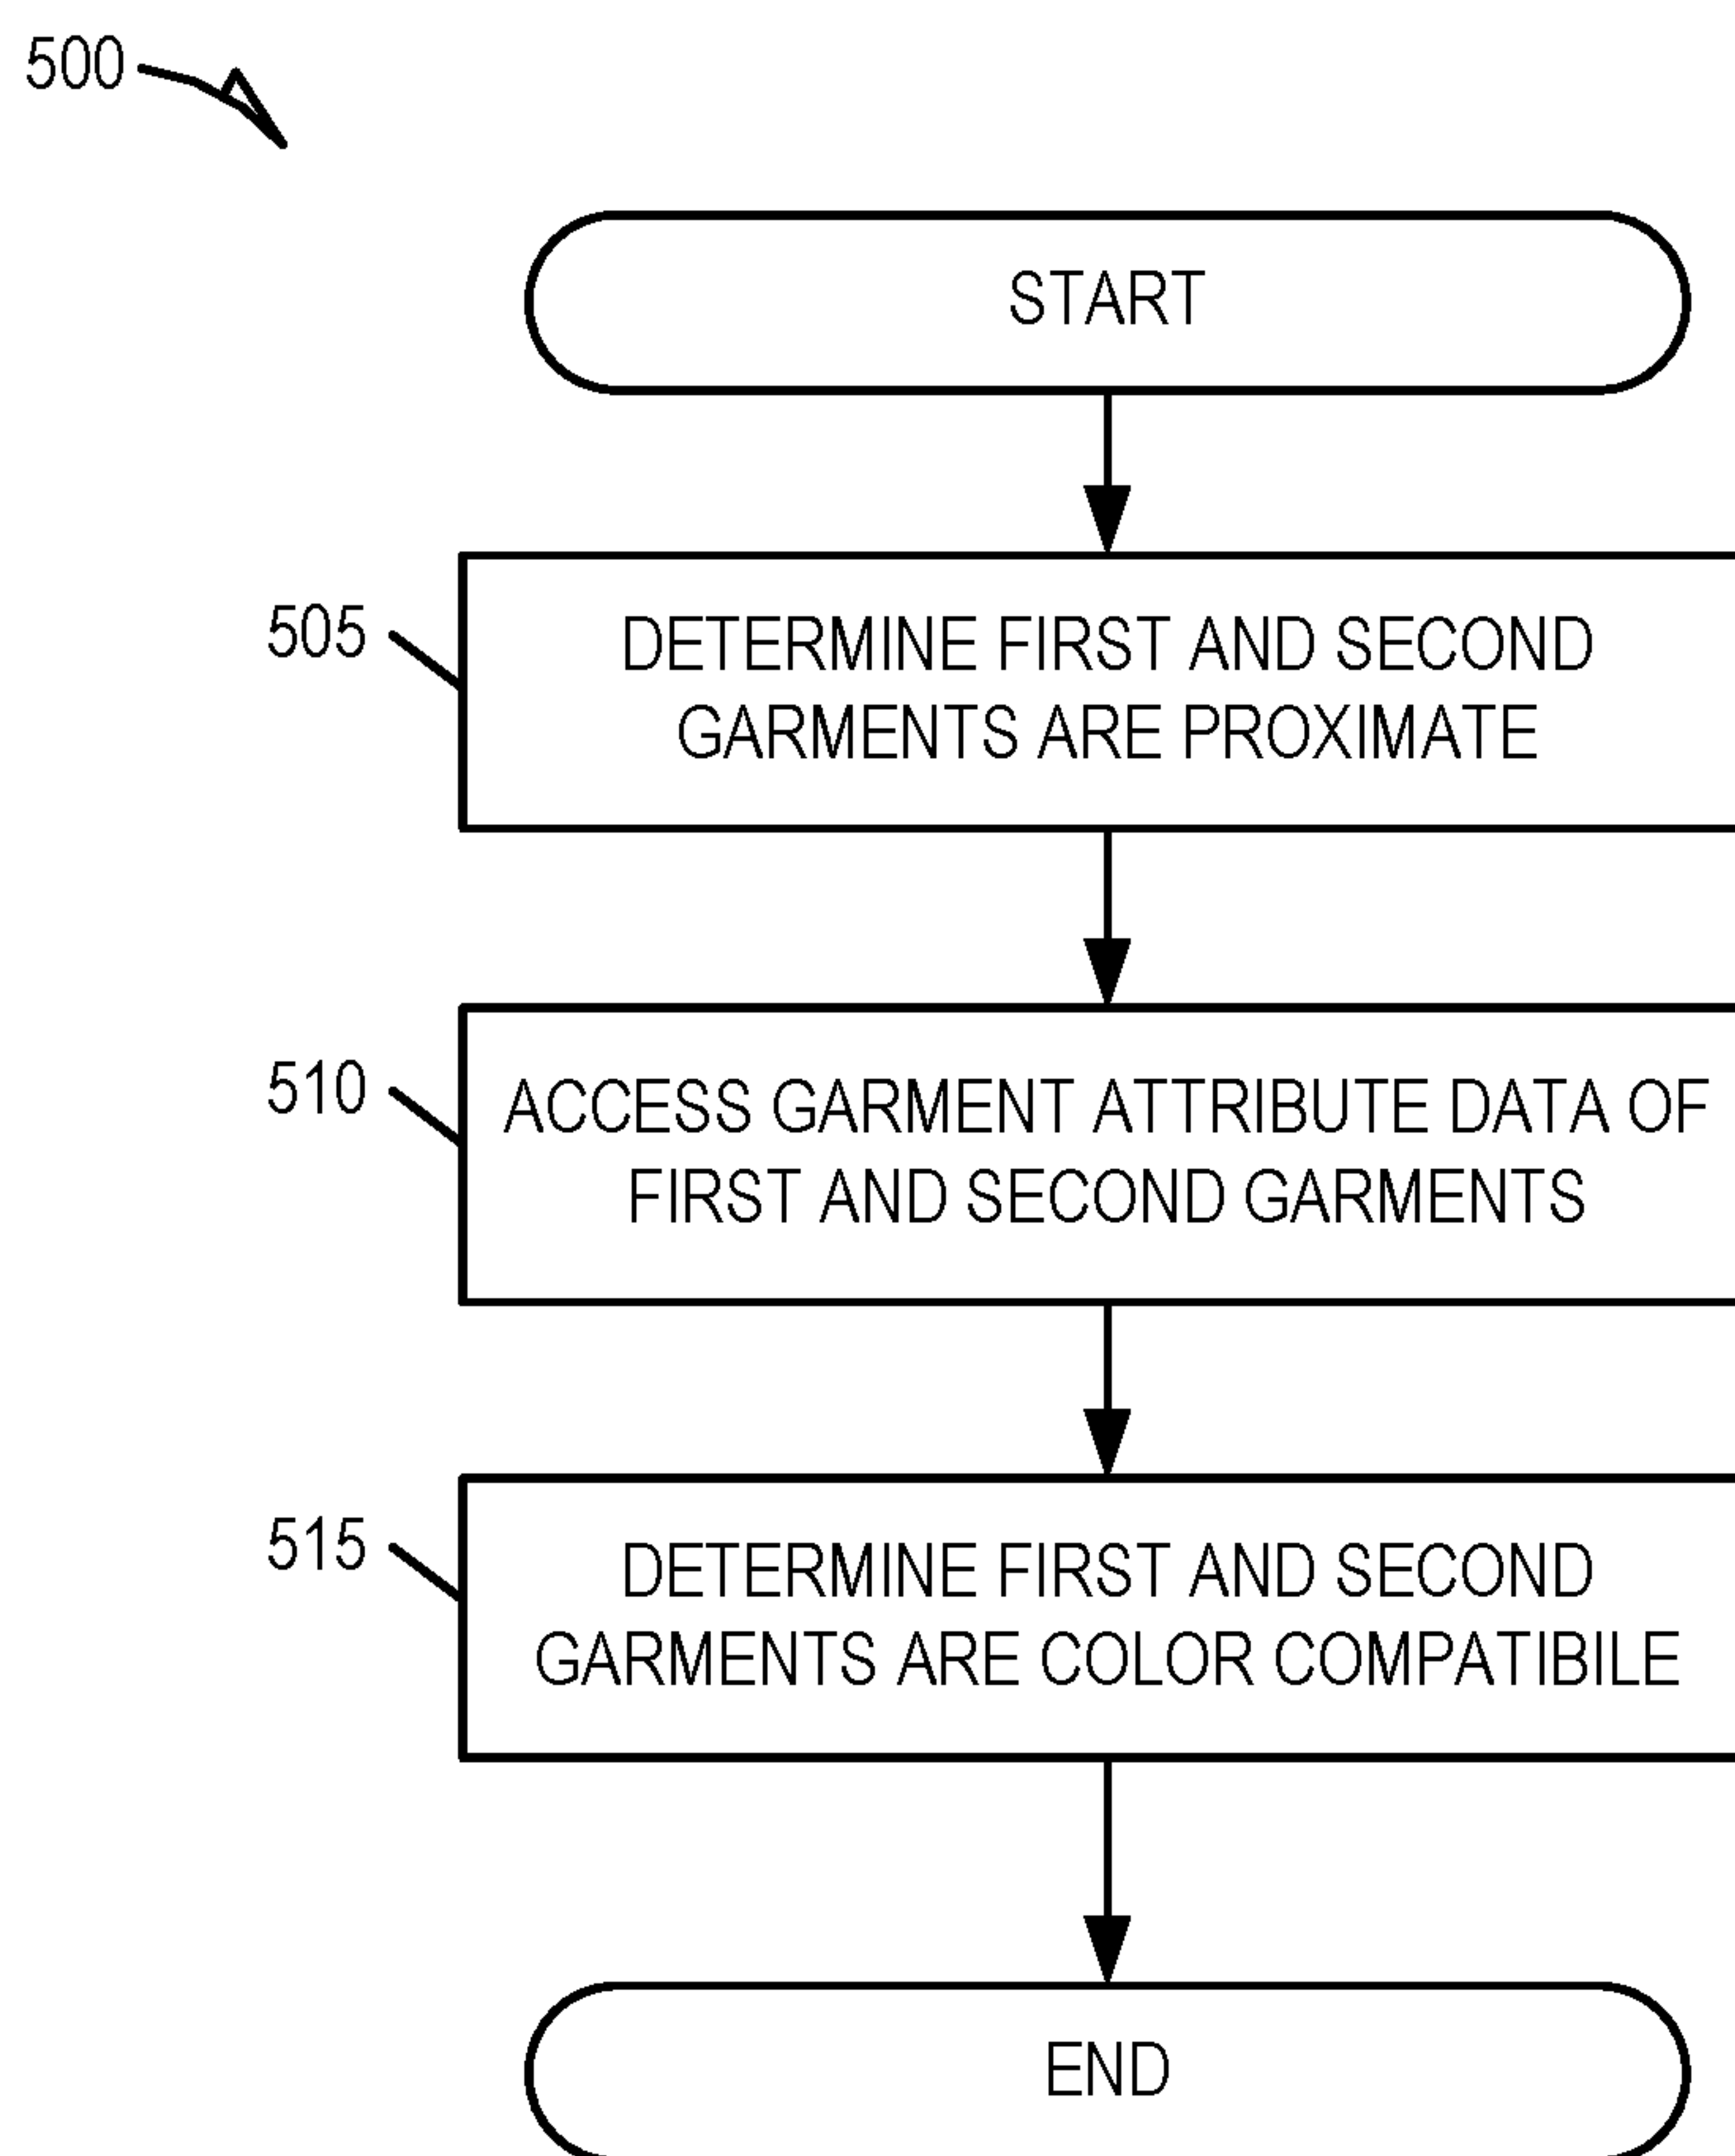 500
START
505
DETERMINE FIRST AND SECOND
GARMENTS ARE PROXIMATE
510
ACCESS GARMENT ATTRIBUTE DATA OF
FIRST AND SECOND GARMENTS
515
DETERMINE FIRST AND SECOND
GARMENTS ARE COLOR COMPATIBILE
END